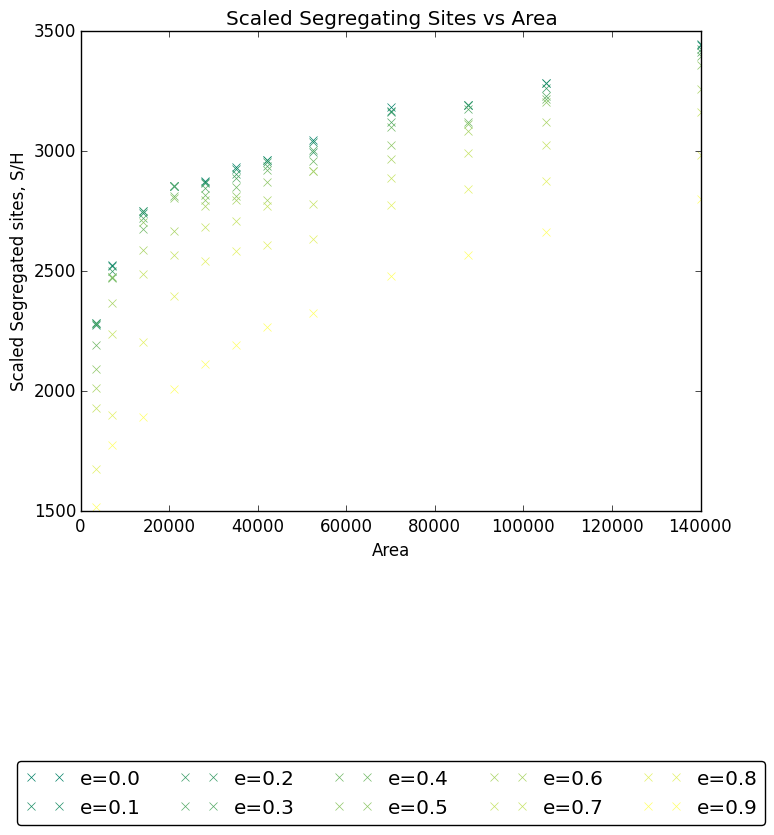 Scaled Segregating Sites vs Area
3500
3000
2500
2000
1500
Scaled Segregated sites, S/H
0 20000 40000 60000 80000 100000 120000 140000
Area
e=0.0 e=0.2 e=0.4 e=0.6 e=0.8
e=0.1 e=0.3 e=0.5 e=0.7 e=0.9